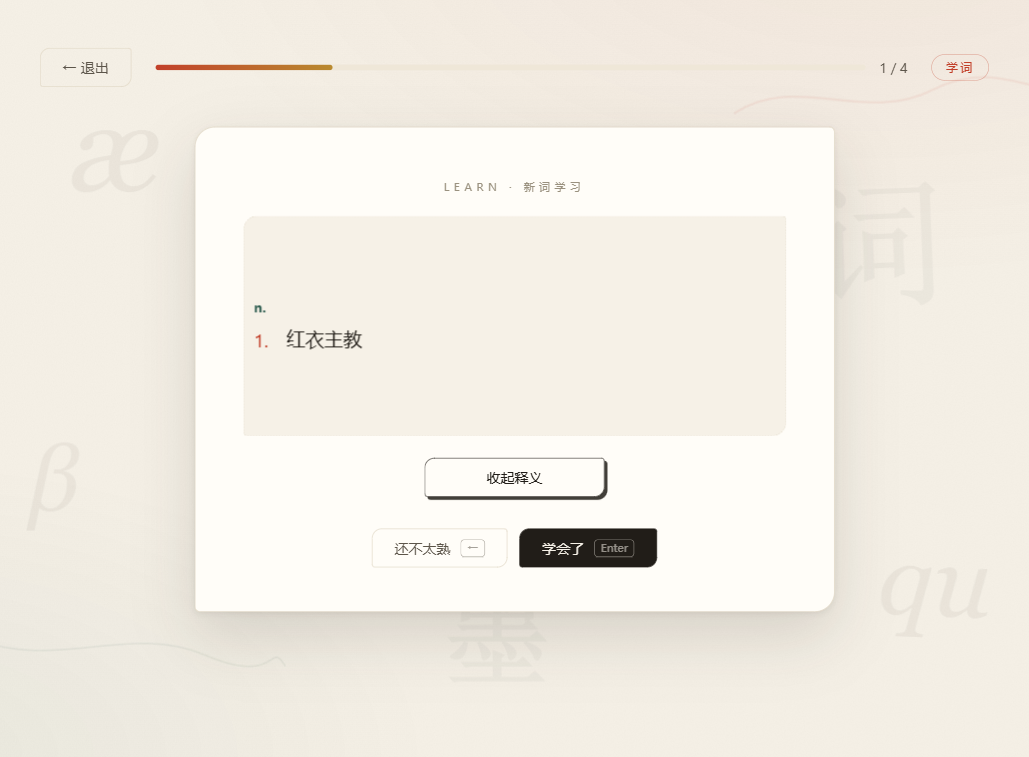 ← 退出
1 / 4
学词
æ
词
LEARN · 新词学习
n.
1. 红衣主教
收起释义
β
还不太熟 ←
学会了 Enter
qu
墨